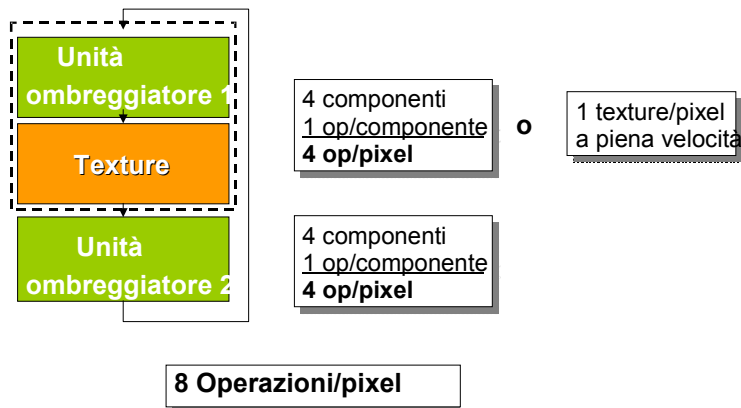 Unità
ombreggiatore 1
Texture
Unità
ombreggiatore 2
4 componenti
1 op/componente
4 op/pixel
o
1 texture/pixel
a piena velocità
4 componenti
1 op/componente
4 op/pixel
8 Operazioni/pixel